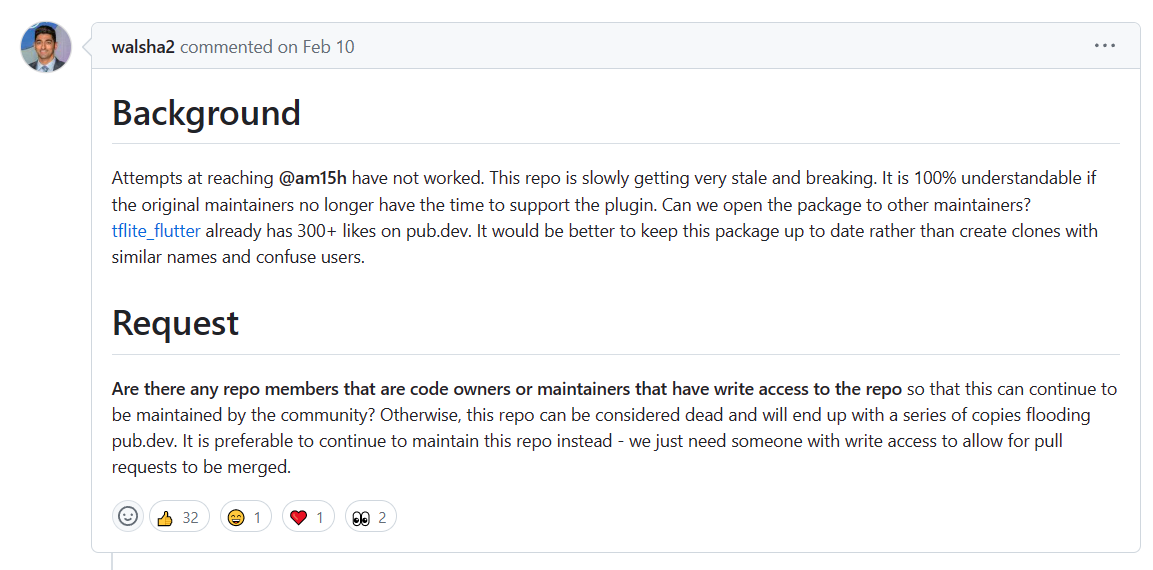 walsha2 commented on Feb 10
Background
Attempts at reaching @am15h have not worked. This repo is slowly getting very stale and breaking. It is 100% understandable if
the original maintainers no longer have the time to support the plugin. Can we open the package to other maintainers?
tflite_flutter already has 300+ likes on pub.dev. It would be better to keep this package up to date rather than create clones with
similar names and confuse users.
Request
Are there any repo members that are code owners or maintainers that have write access to the repo so that this can continue to
be maintained by the community? Otherwise, this repo can be considered dead and will end up with a series of copies flooding
pub.dev. It is preferable to continue to maintain this repo instead - we just need someone with write access to allow for pull
requests to be merged.
32 1 1 2